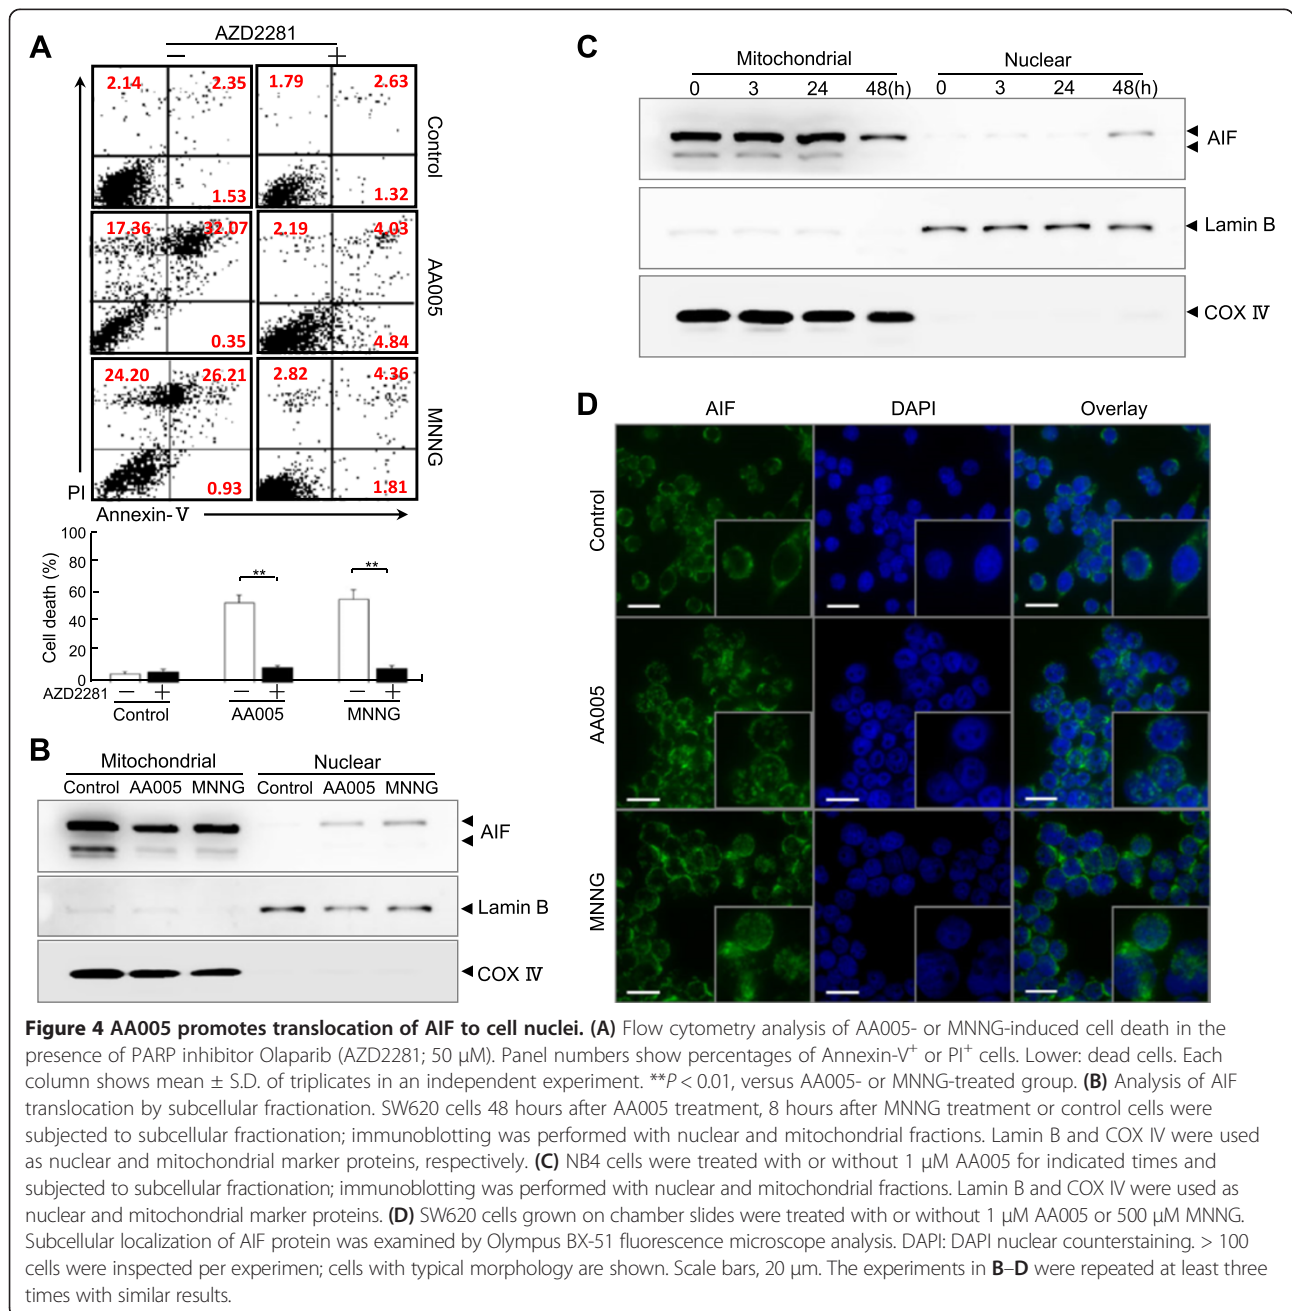 A
AZD2281
− +
2.14 2.35 1.79 2.63
Control
1.53 1.32
17.36 32.07 2.19 4.03
AA005
0.35 4.84
24.20 26.21 2.82 4.36
MNNG
0.93 1.81
PI
Annexin-V
Cell death (%)
100
80
60
40
20
0
** **
AZD2281 − + − + − +
Control AA005 MNNG
B
Mitochondrial Nuclear
Control AA005 MNNG Control AA005 MNNG
AIF
Lamin B
COX IV
C
Mitochondrial Nuclear
0 3 24 48(h) 0 3 24 48(h)
AIF
Lamin B
COX IV
D
AIF DAPI Overlay
Control
AA005
MNNG
Figure 4 AA005 promotes translocation of AIF to cell nuclei. (A) Flow cytometry analysis of AA005- or MNNG-induced cell death in the
presence of PARP inhibitor Olaparib (AZD2281; 50 μM). Panel numbers show percentages of Annexin-V⁺ or PI⁺ cells. Lower: dead cells. Each
column shows mean ± S.D. of triplicates in an independent experiment. **P < 0.01, versus AA005- or MNNG-treated group. (B) Analysis of AIF
translocation by subcellular fractionation. SW620 cells 48 hours after AA005 treatment, 8 hours after MNNG treatment or control cells were
subjected to subcellular fractionation; immunoblotting was performed with nuclear and mitochondrial fractions. Lamin B and COX IV were used
as nuclear and mitochondrial marker proteins, respectively. (C) NB4 cells were treated with or without 1 μM AA005 for indicated times and
subjected to subcellular fractionation; immunoblotting was performed with nuclear and mitochondrial fractions. Lamin B and COX IV were used as
nuclear and mitochondrial marker proteins. (D) SW620 cells grown on chamber slides were treated with or without 1 μM AA005 or 500 μM MNNG.
Subcellular localization of AIF protein was examined by Olympus BX-51 fluorescence microscope analysis. DAPI: DAPI nuclear counterstaining. > 100
cells were inspected per experimen; cells with typical morphology are shown. Scale bars, 20 μm. The experiments in B–D were repeated at least three
times with similar results.